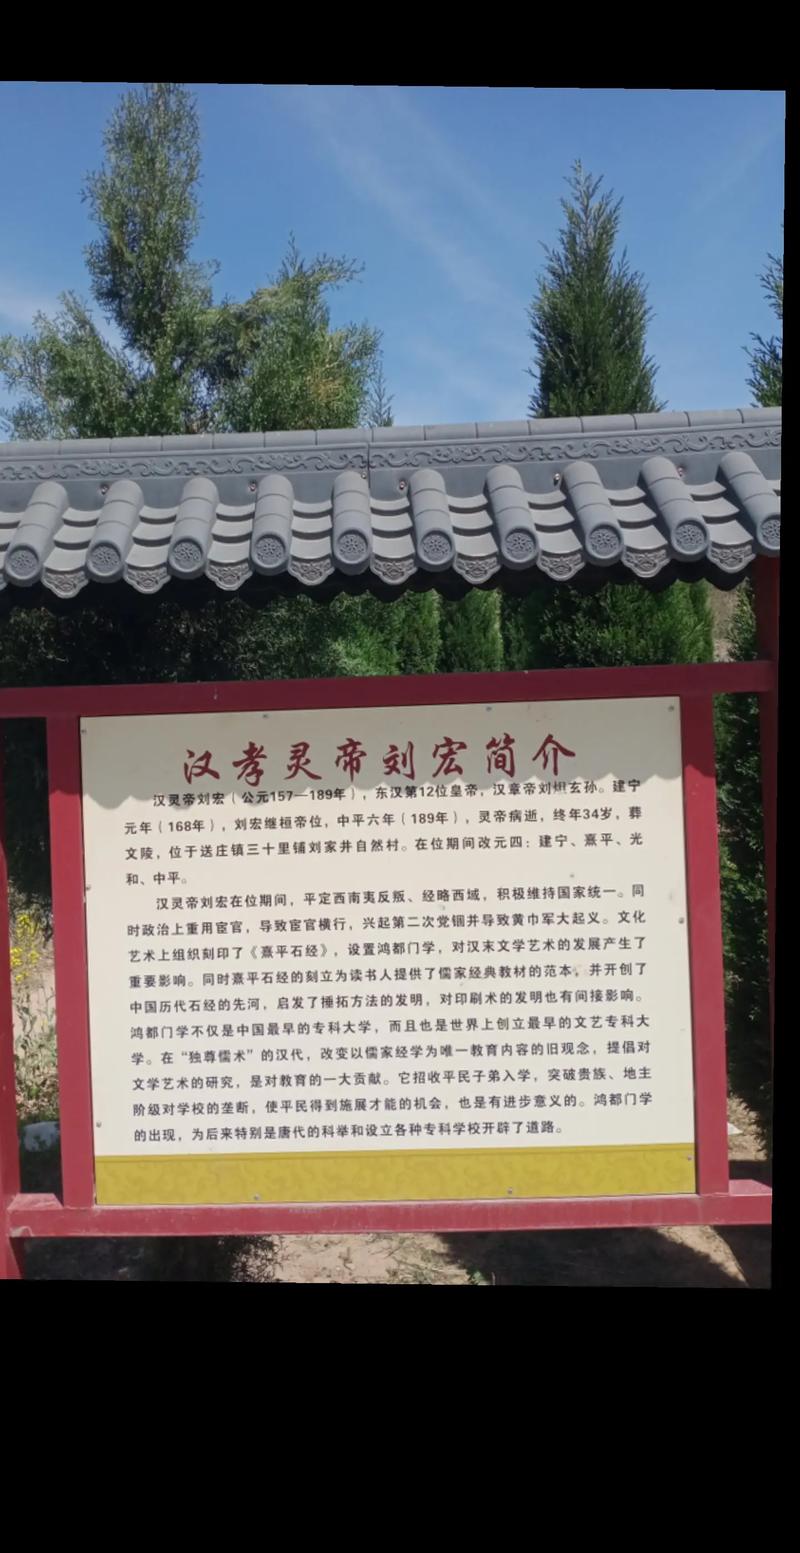 汉孝灵帝刘宏简介
汉灵帝刘宏（公元157—189年），东汉第12位皇帝，汉章帝刘炟玄孙。建宁
元年（168年），刘宏继桓帝位，中平六年（189年），灵帝病逝，终年34岁，葬
文陵，位于送庄镇三十里铺刘家井自然村。在位期间改元四：建宁、熹平、光
和、中平。
汉灵帝刘宏在位期间，平定西南夷反叛、经略西域，积极维持国家统一。同
时政治上重用宦官，导致宦官横行，兴起第二次党锢并导致黄巾军大起义。文化
艺术上组织刻印了《熹平石经》，设置鸿都门学，对汉末文学艺术的发展产生了
重要影响。同时熹平石经的刻立为读书人提供了儒家经典教材的范本，并开创了
中国历代石经的先河，启发了捶拓方法的发明，对印刷术的发明也有间接影响。
鸿都门学不仅是中国最早的专科大学，而且也是世界上创立最早的文艺专科大
学。在“独尊儒术”的汉代，改变以儒家经学为唯一教育内容的旧观念，提倡对
文学艺术的研究，是对教育的一大贡献。它招收平民子弟入学，突破贵族、地主
阶级对学校的垄断，使平民得到施展才能的机会，也是有进步意义的。鸿都门学
的出现，为后来特别是唐代的科举和设立各种专科学校开辟了道路。